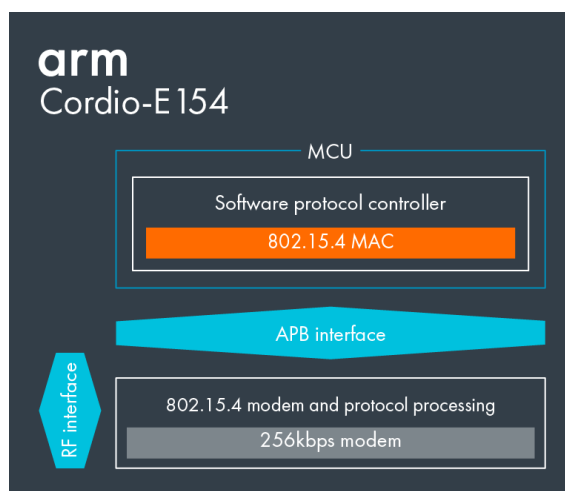 arm
Cordio-E154
MCU
Software protocol controller
802.15.4 MAC
APB interface
RF interface
802.15.4 modem and protocol processing
256kbps modem